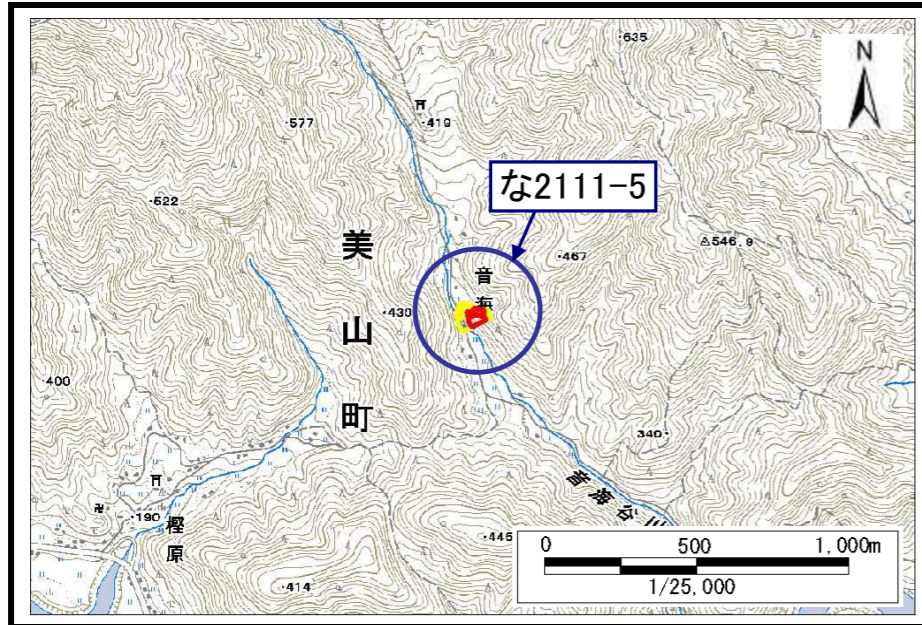 ・635
N
・419
・577
な2111-5
・522
美山町
・467
△546.9
音海
・430
・400
340・
音海谷川
・190
樫原
・446
・414
0 500 1,000m
1/25,000